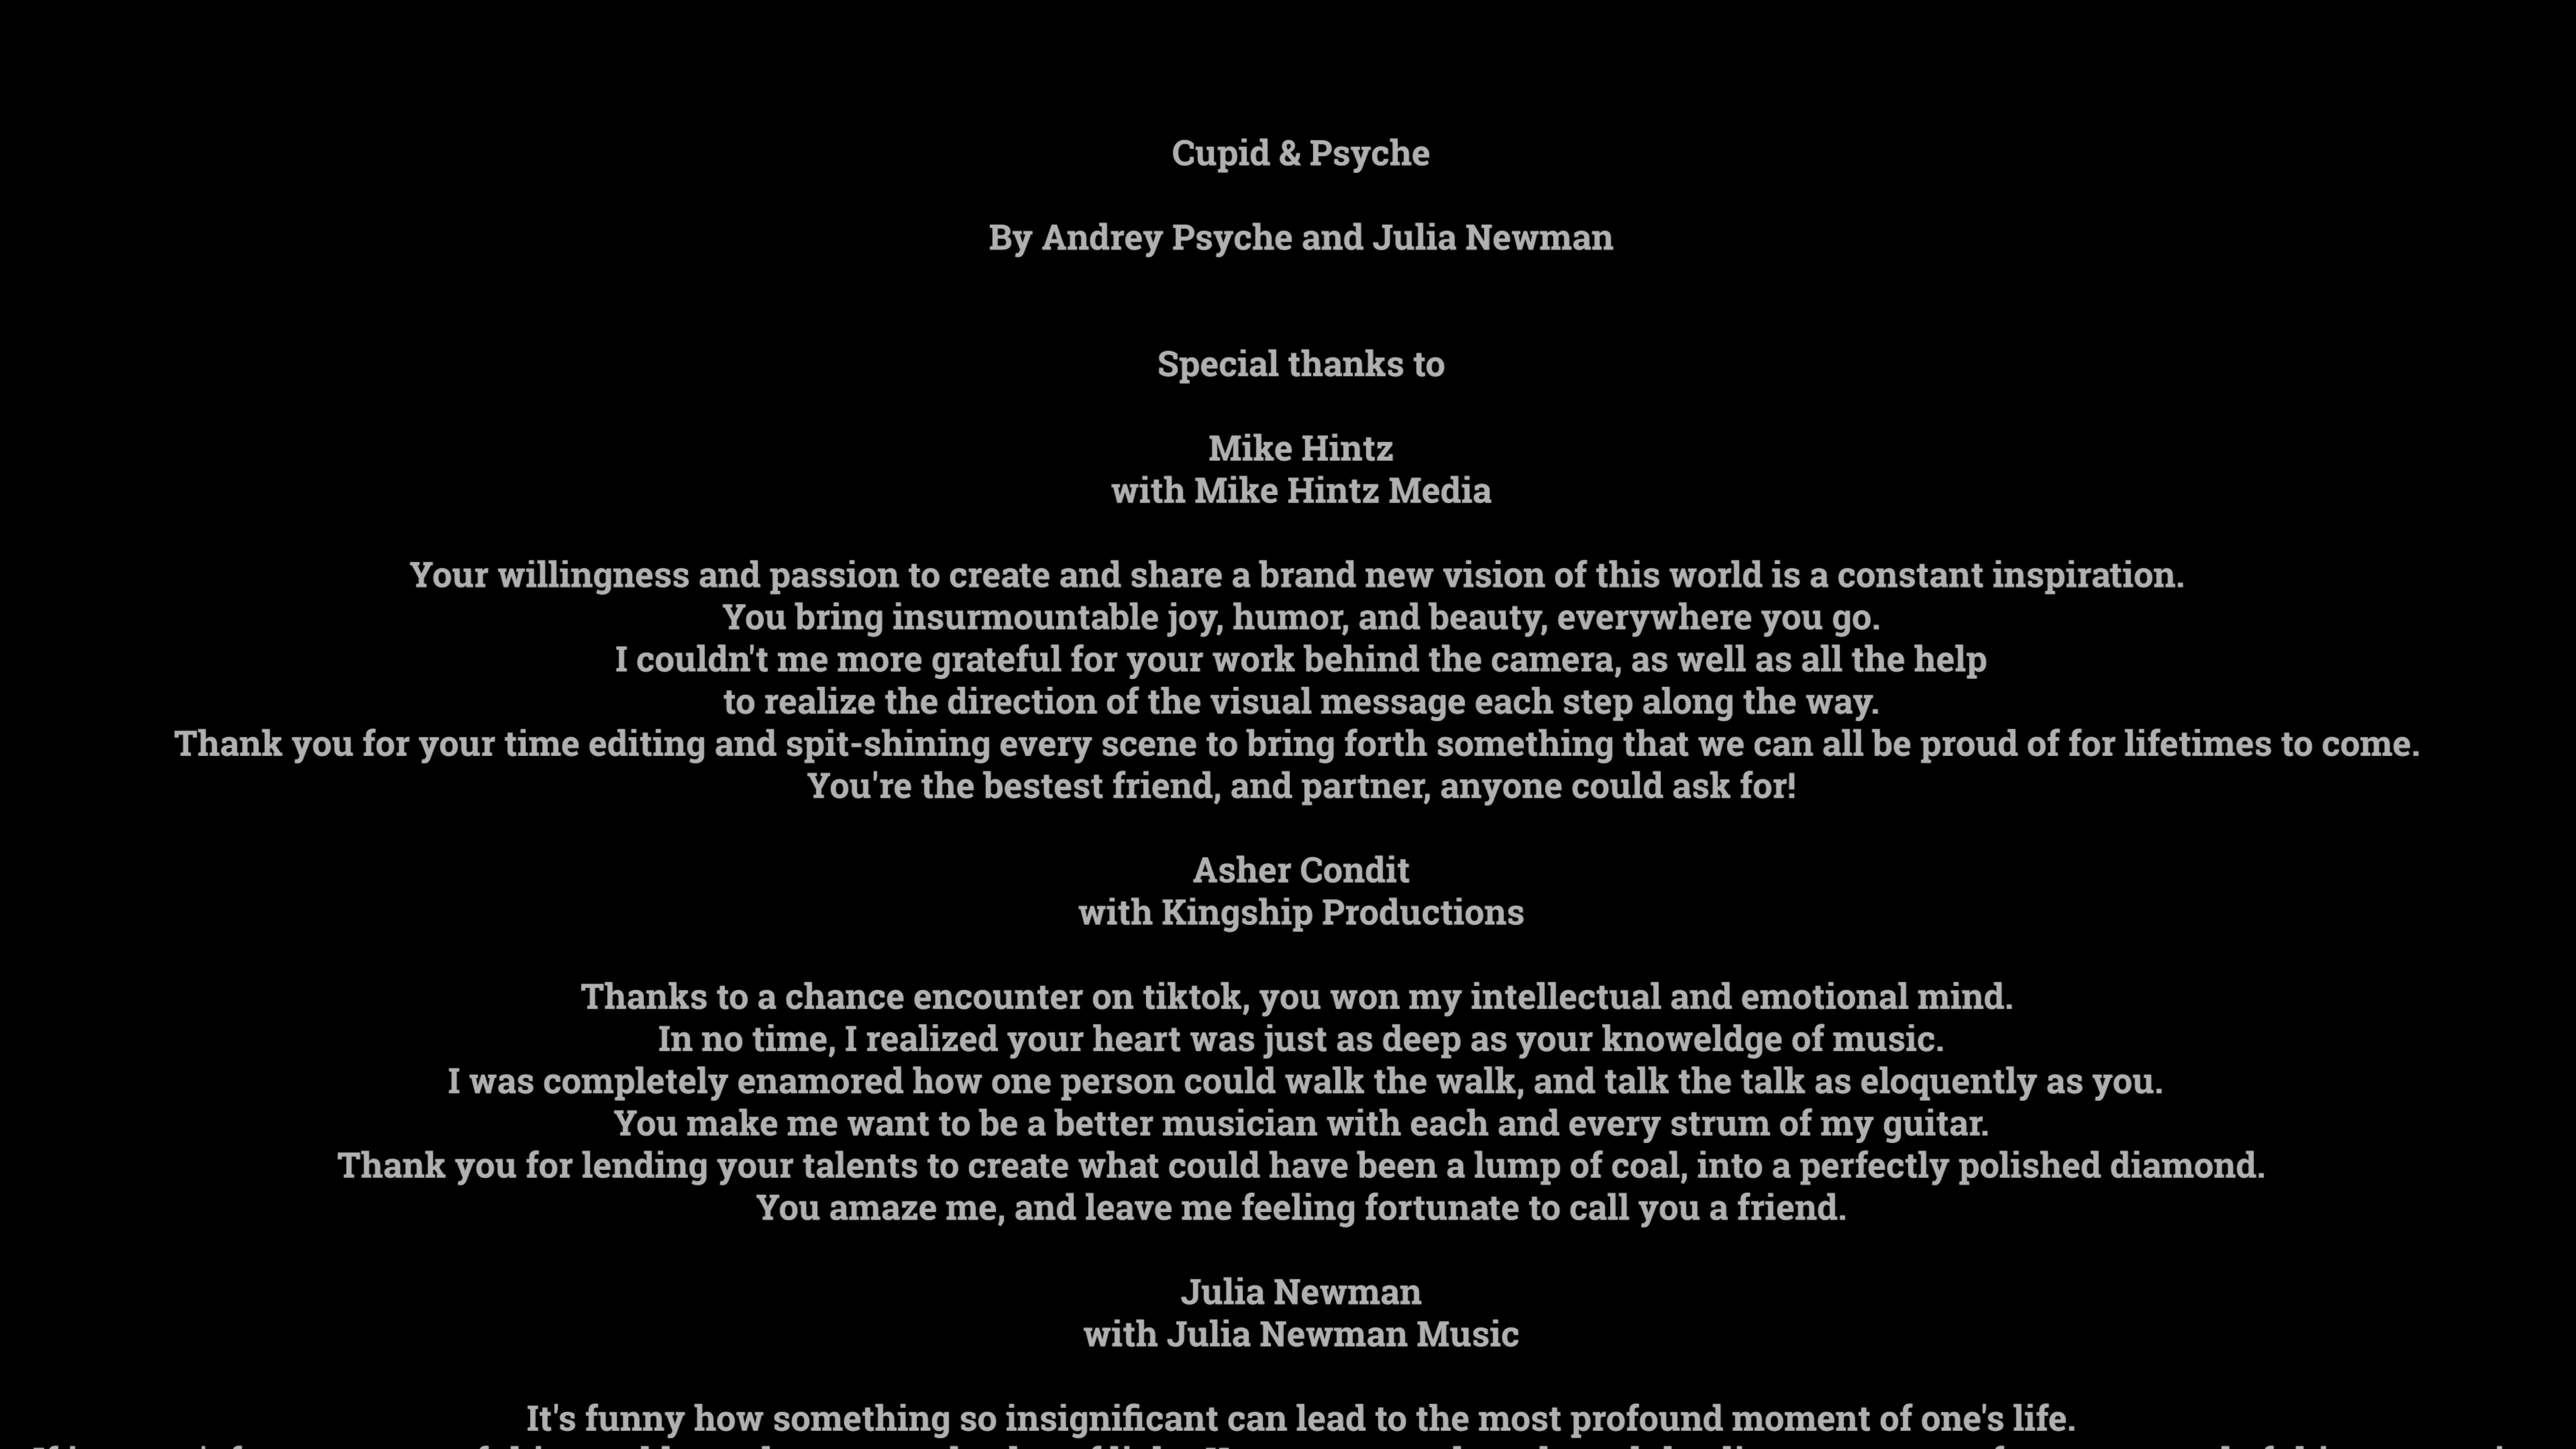 Cupid & Psyche
By Andrey Psyche and Julia Newman
Special thanks to
Mike Hintz
with Mike Hintz Media
Your willingness and passion to create and share a brand new vision of this world is a constant inspiration.
You bring insurmountable joy, humor, and beauty, everywhere you go.
I couldn't me more grateful for your work behind the camera, as well as all the help
to realize the direction of the visual message each step along the way.
Thank you for your time editing and spit-shining every scene to bring forth something that we can all be proud of for lifetimes to come.
You're the bestest friend, and partner, anyone could ask for!
Asher Condit
with Kingship Productions
Thanks to a chance encounter on tiktok, you won my intellectual and emotional mind.
In no time, I realized your heart was just as deep as your knoweldge of music.
I was completely enamored how one person could walk the walk, and talk the talk as eloquently as you.
You make me want to be a better musician with each and every strum of my guitar.
Thank you for lending your talents to create what could have been a lump of coal, into a perfectly polished diamond.
You amaze me, and leave me feeling fortunate to call you a friend.
Julia Newman
with Julia Newman Music
It's funny how something so insignificant can lead to the most profound moment of one's life.